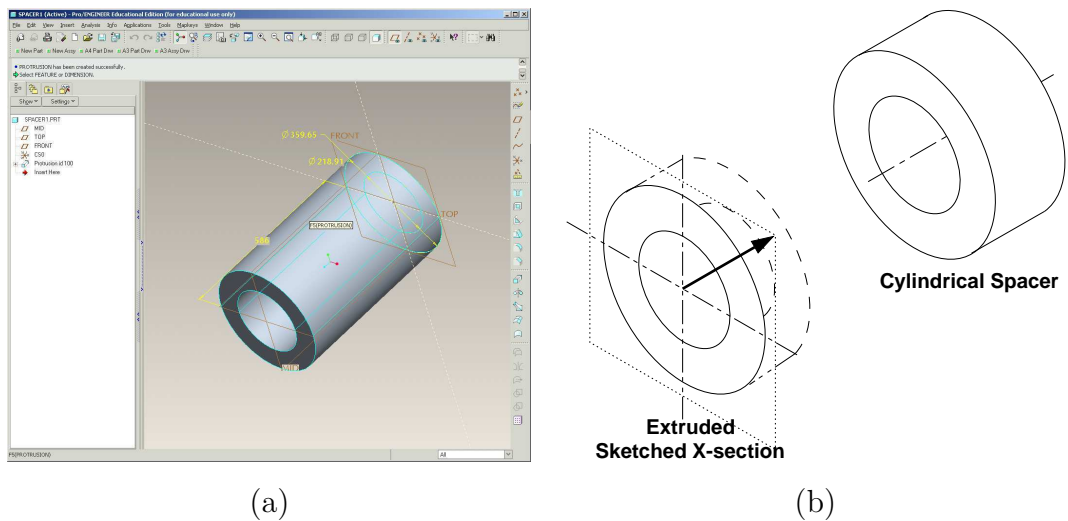 SPACER1 (Active) - Pro/ENGINEER Educational Edition (for educational use only)
File Edit View Insert Analysis Info Applications Tools Mapkeys Window Help
New Part New Assy A4 Part Drw A3 Part Drw A3 Assy Drw
PROTRUSION has been created successfully.
Select FEATURE or DIMENSION.
Show Settings
SPACER1.PRT
MID
TOP
FRONT
CS0
Protrusion id 100
Insert Here
Ø 359.65
FRONT
Ø 218.91
TOP
F5(PROTRUSION)
586
MID
F5(PROTRUSION)
All
Cylindrical Spacer
Extruded
Sketched X-section
(a)
(b)